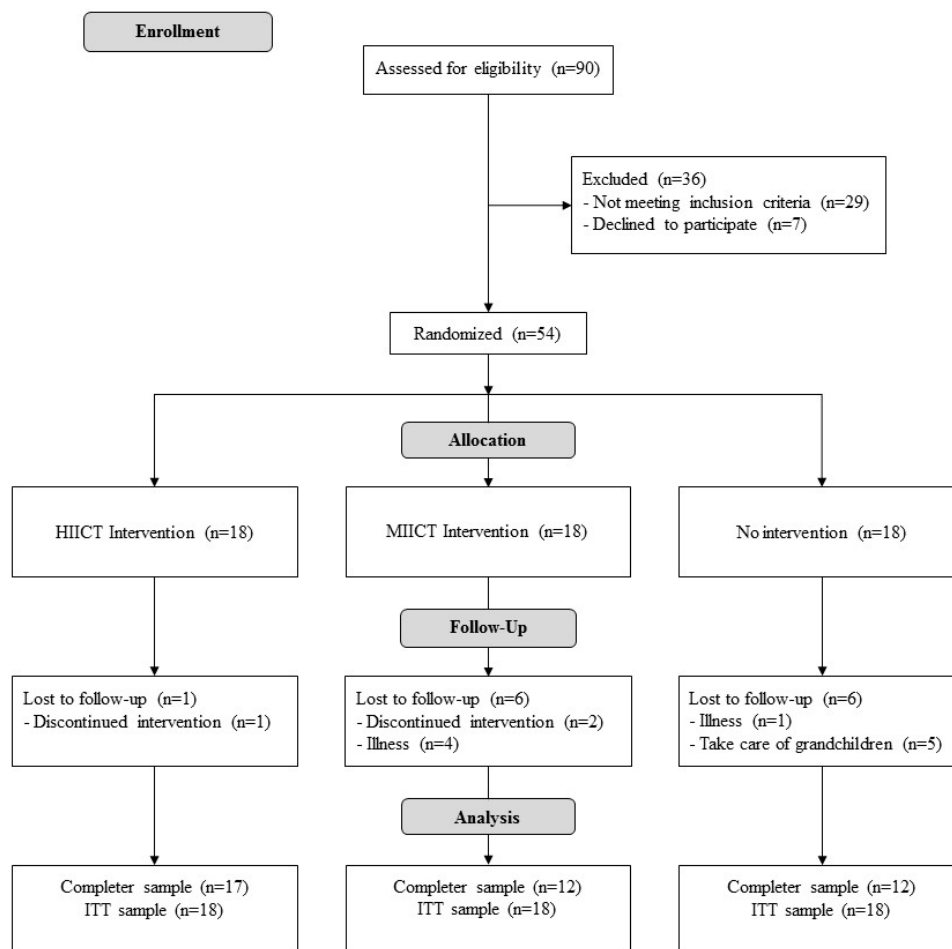 Enrollment
Assessed for eligibility (n=90)
Excluded (n=36)
- Not meeting inclusion criteria (n=29)
- Declined to participate (n=7)
Randomized (n=54)
Allocation
HIICT Intervention (n=18)
MIICT Intervention (n=18)
No intervention (n=18)
Follow-Up
Lost to follow-up (n=1)
- Discontinued intervention (n=1)
Lost to follow-up (n=6)
- Discontinued intervention (n=2)
- Illness (n=4)
Lost to follow-up (n=6)
- Illness (n=1)
- Take care of grandchildren (n=5)
Analysis
Completer sample (n=17)
ITT sample (n=18)
Completer sample (n=12)
ITT sample (n=18)
Completer sample (n=12)
ITT sample (n=18)